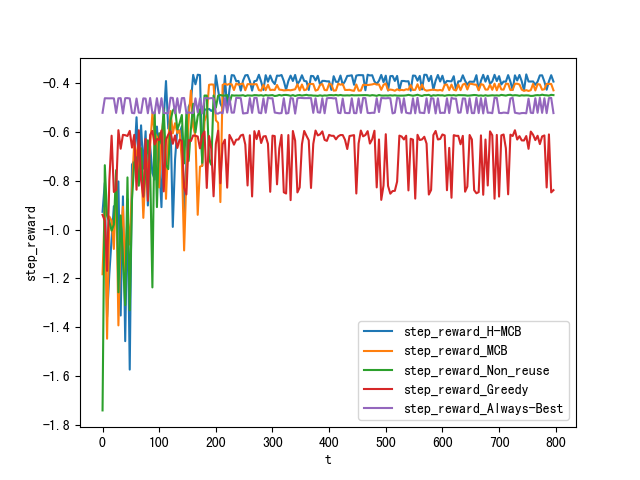 −0.4
−0.6
−0.8
−1.0
−1.2
−1.4
−1.6
−1.8
step_reward
0 100 200 300 400 500 600 700 800
t
step_reward_H-MCB
step_reward_MCB
step_reward_Non_reuse
step_reward_Greedy
step_reward_Always-Best